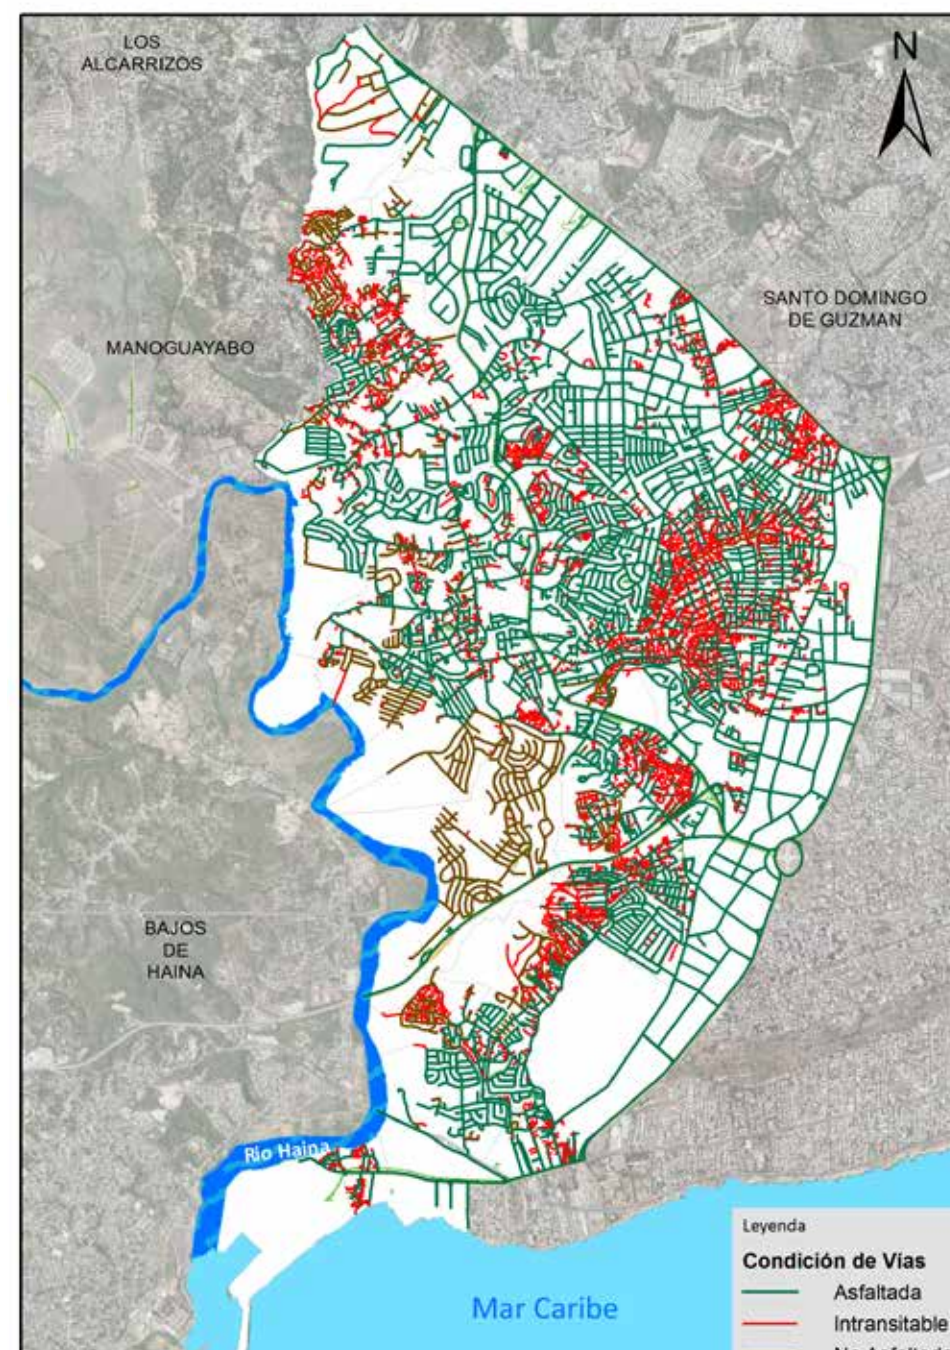 LOS
ALCARRIZOS
N
SANTO DOMINGO
DE GUZMAN
MANOGUAYABO
BAJOS
DE
HAINA
Rio Haina
Mar Caribe
Leyenda
Condición de Vías
Asfaltada
Intransitable